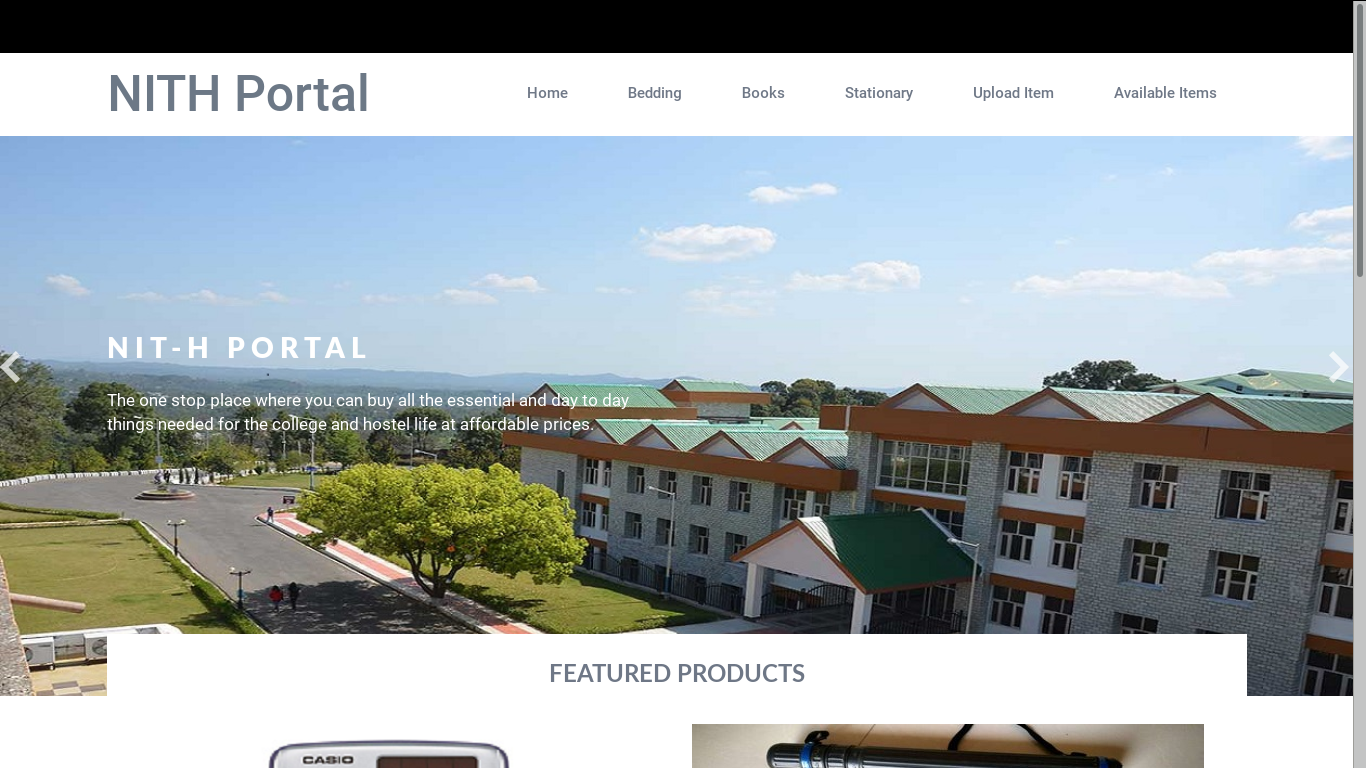 NITH Portal
Home
Bedding
Books
Stationary
Upload Item
Available Items
NIT-H PORTAL
The one stop place where you can buy all the essential and day to day
things needed for the college and hostel life at affordable prices.
FEATURED PRODUCTS
CASIO